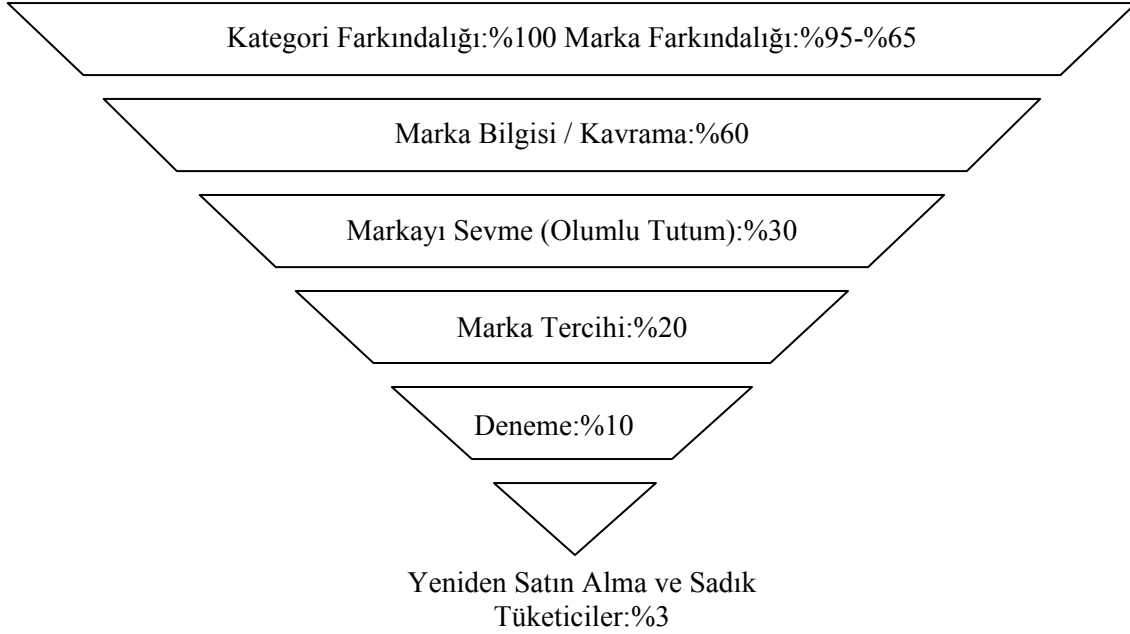 Kategori Farkındalığı:%100 Marka Farkındalığı:%95-%65
Marka Bilgisi / Kavrama:%60
Markayı Sevme (Olumlu Tutum):%30
Marka Tercihi:%20
Deneme:%10
Yeniden Satın Alma ve Sadık
Tüketiciler:%3